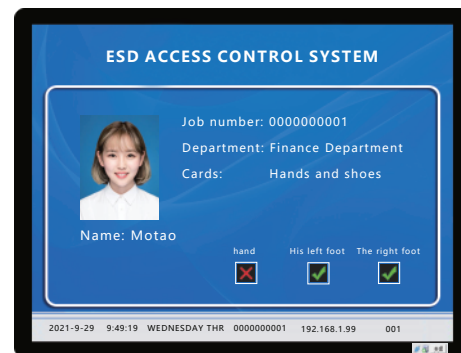 ESD ACCESS CONTROL SYSTEM
Job number: 0000000001
Department: Finance Department
Cards: Hands and shoes
Name: Motao
hand His left foot The right foot
2021-9-29 9:49:19 WEDNESDAY THR 0000000001 192.168.1.99 001